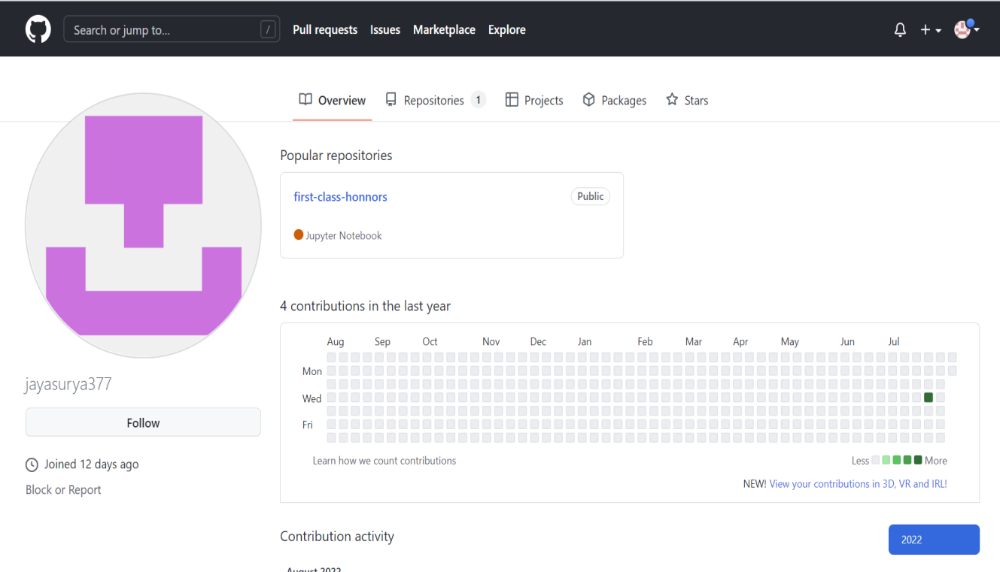 Search or jump to... /
Pull requests Issues Marketplace Explore
Overview Repositories 1 Projects Packages Stars
Popular repositories
first-class-honnors Public
Jupyter Notebook
4 contributions in the last year
Aug Sep Oct Nov Dec Jan Feb Mar Apr May Jun Jul
Mon
Wed
Fri
Learn how we count contributions
Less More
NEW! View your contributions in 3D, VR and IRL!
jayasurya377
Follow
Joined 12 days ago
Block or Report
Contribution activity
2022
August 2022